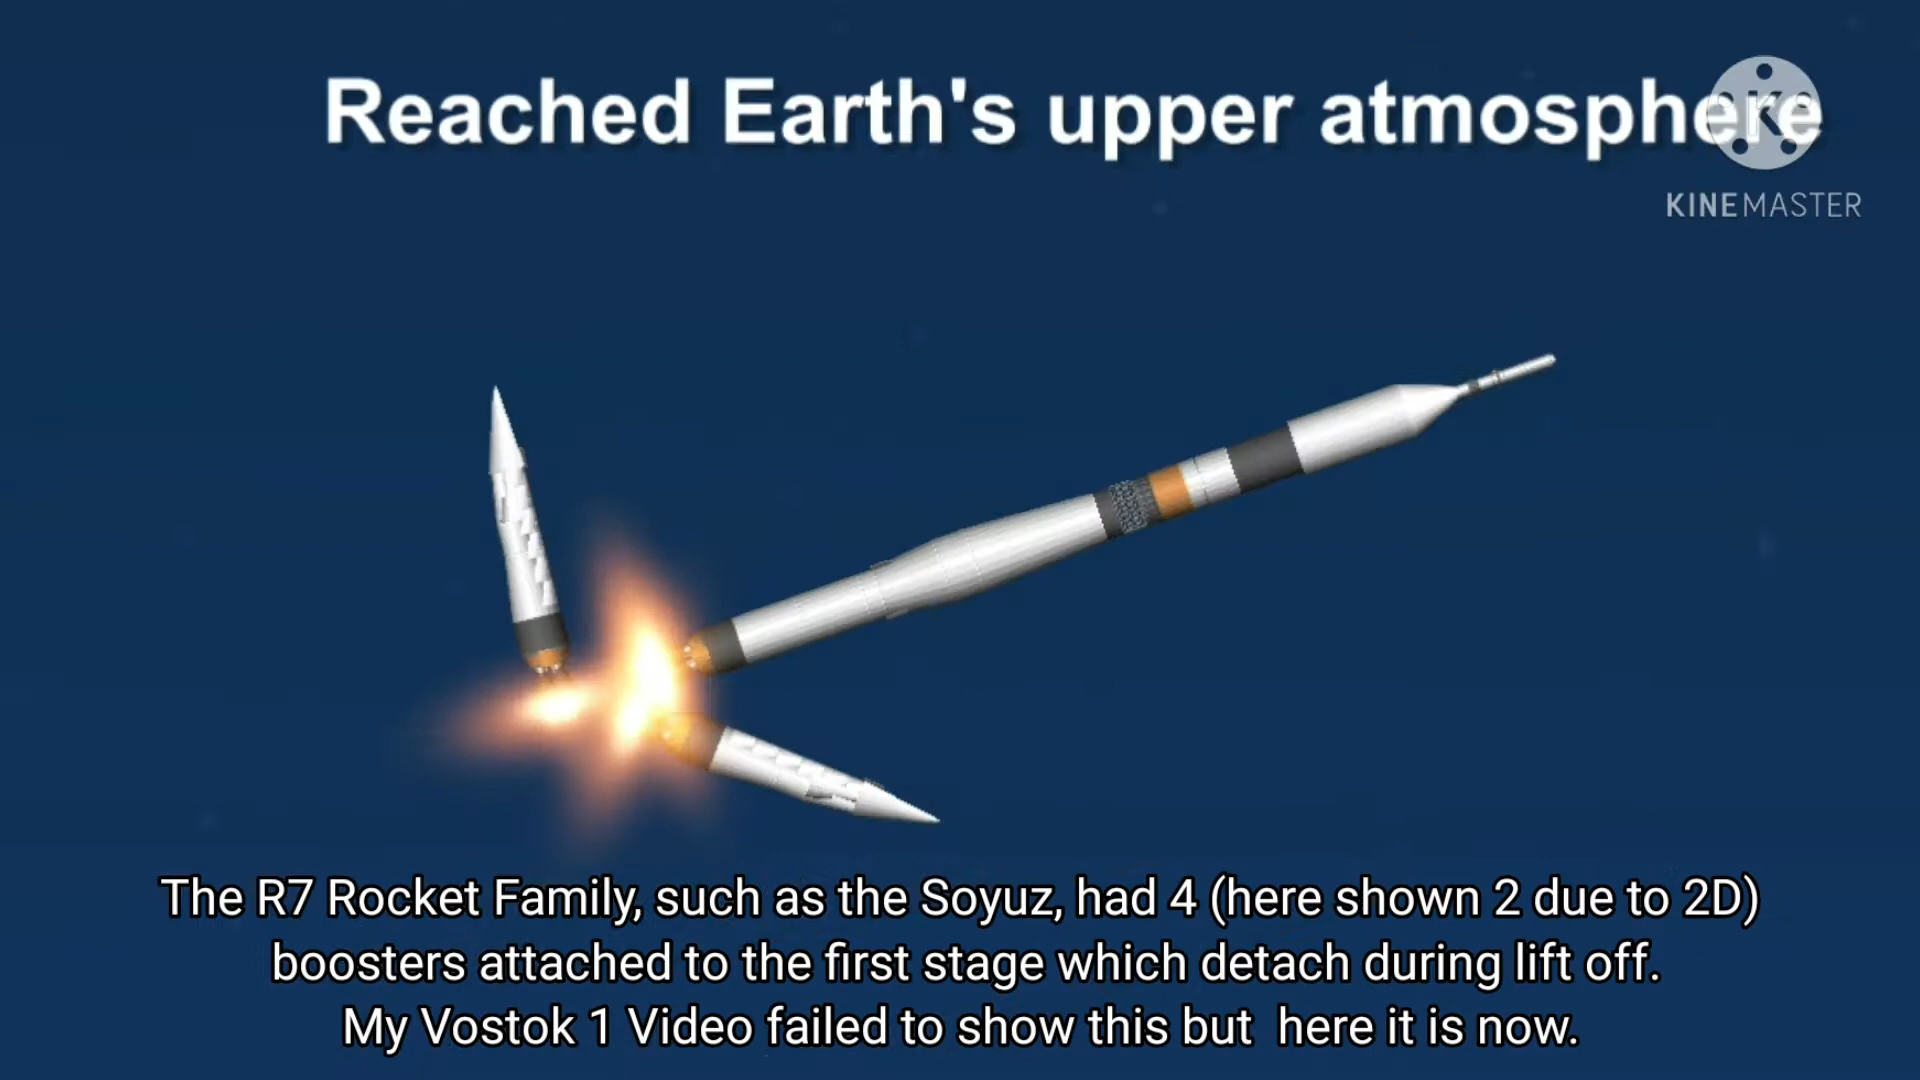 Reached Earth's upper atmosphere
K
KINEMASTER
The R7 Rocket Family, such as the Soyuz, had 4 (here shown 2 due to 2D)
boosters attached to the first stage which detach during lift off.
My Vostok 1 Video failed to show this but  here it is now.